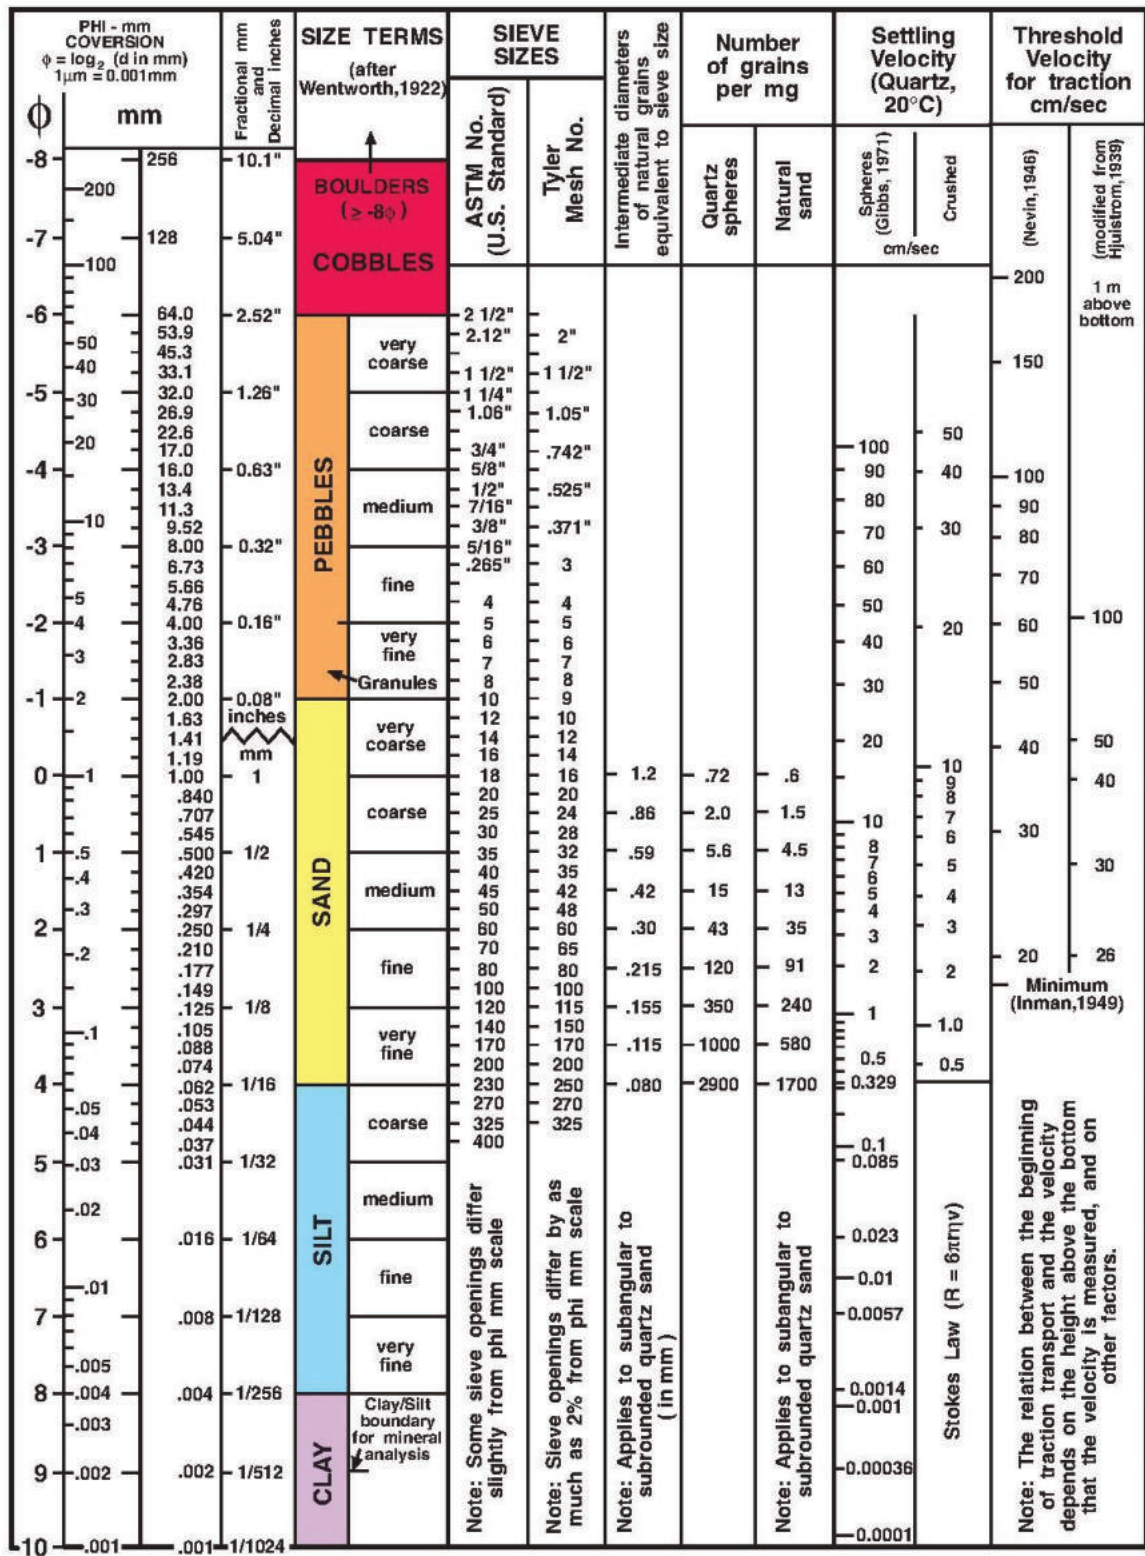 PHI - mm
COVERSION
ϕ = log₂ (d in mm)
1μm = 0.001mm
ϕ
mm
Fractional mm
and
Decimal inches
SIZE TERMS
(after
Wentworth,1922)
SIEVE
SIZES
ASTM No.
(U.S. Standard)
Tyler
Mesh No.
Intermediate diameters
of natural grains
equivalent to sieve size
Number
of grains
per mg
Quartz
spheres
Natural
sand
Settling
Velocity
(Quartz,
20°C)
Spheres
(Gibbs, 1971)
Crushed
cm/sec
Threshold
Velocity
for traction
cm/sec
(Nevin,1946)
(modified from
Hjulstrom,1939)
1 m
above
bottom
-8
-7
-6
-5
-4
-3
-2
-1
0
1
2
3
4
5
6
7
8
9
10
200
100
50
40
30
20
10
5
4
3
2
1
.5
.4
.3
.2
.1
.05
.04
.03
.02
.01
.005
.004
.003
.002
.001
256
128
64.0
53.9
45.3
33.1
32.0
26.9
22.6
17.0
16.0
13.4
11.3
9.52
8.00
6.73
5.66
4.76
4.00
3.36
2.83
2.38
2.00
1.63
1.41
1.19
1.00
.840
.707
.545
.500
.420
.354
.297
.250
.210
.177
.149
.125
.105
.088
.074
.062
.053
.044
.037
.031
.016
.008
.004
.002
.001
10.1"
5.04"
2.52"
1.26"
0.63"
0.32"
0.16"
0.08"
inches
mm
1
1/2
1/4
1/8
1/16
1/32
1/64
1/128
1/256
1/512
1/1024
BOULDERS
(≥ -8ϕ)
COBBLES
PEBBLES
very
coarse
coarse
medium
fine
very
fine
Granules
SAND
very
coarse
coarse
medium
fine
very
fine
SILT
coarse
medium
fine
very
fine
CLAY
Clay/Silt
boundary
for mineral
analysis
2 1/2"
2.12"
1 1/2"
1 1/4"
1.06"
3/4"
5/8"
1/2"
7/16"
3/8"
5/16"
.265"
4
5
6
7
8
10
12
14
16
18
20
25
30
35
40
45
50
60
70
80
100
120
140
170
200
230
270
325
400
Note: Some sieve openings differ
slightly from phi mm scale
2"
1 1/2"
1.05"
.742"
.525"
.371"
3
4
5
6
7
8
9
10
12
14
16
20
24
28
32
35
42
48
60
65
80
100
115
150
170
200
250
270
325
Note: Sieve openings differ by as
much as 2% from phi mm scale
1.2
.86
.59
.42
.30
.215
.155
.115
.080
Note: Applies to subangular to
subrounded quartz sand
( in mm )
.72
2.0
5.6
15
43
120
350
1000
2900
.6
1.5
4.5
13
35
91
240
580
1700
Note: Applies to subangular to
subrounded quartz sand
100
90
80
70
60
50
40
30
20
10
8
7
6
5
4
3
2
1
0.5
0.329
0.1
0.085
0.023
0.01
0.0057
0.0014
0.001
0.00036
0.0001
50
40
30
20
10
9
8
7
6
5
4
3
2
1.0
0.5
Stokes Law (R = 6πrηv)
200
150
100
90
80
70
60
50
40
30
20
100
50
40
30
26
Minimum
(Inman,1949)
Note: The relation between the beginning
of traction transport and the velocity
depends on the height above the bottom
that the velocity is measured, and on
other factors.